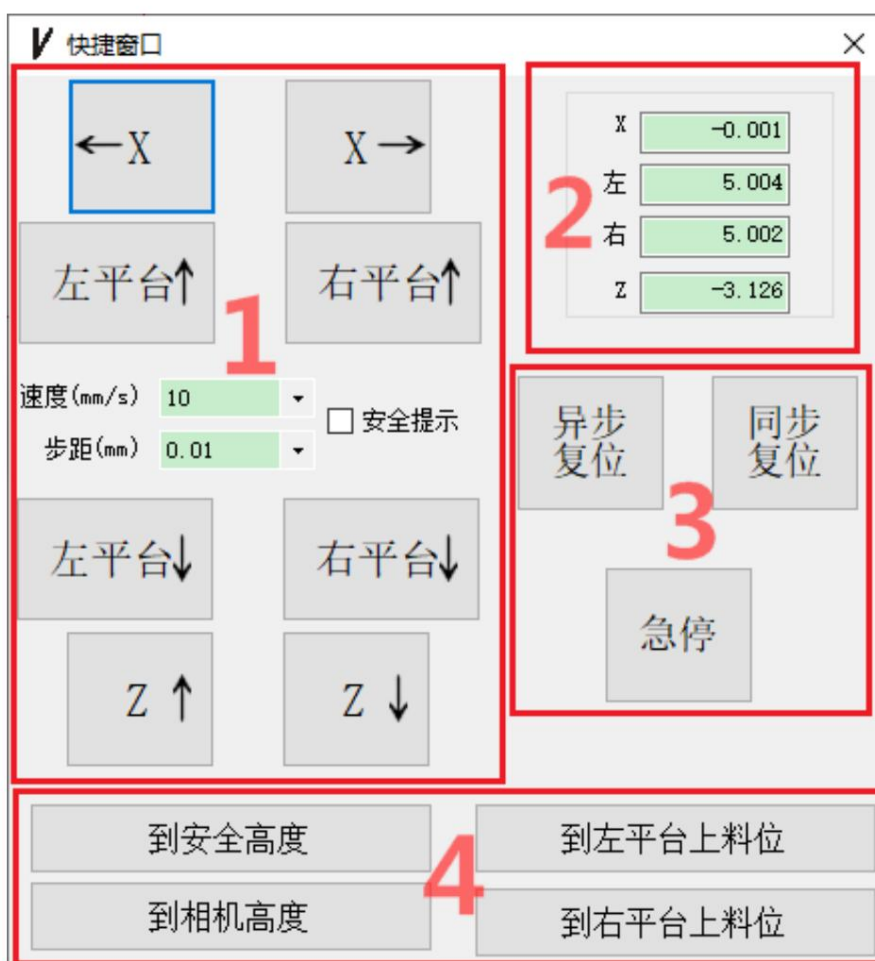 快捷窗口
←X
X→
左平台↑
右平台↑
1
速度(mm/s) 10
步距(mm) 0.01
安全提示
左平台↓
右平台↓
Z ↑
Z ↓
X -0.001
左 5.004
右 5.002
Z -3.126
2
异步
复位
同步
复位
3
急停
到安全高度
到左平台上料位
4
到相机高度
到右平台上料位